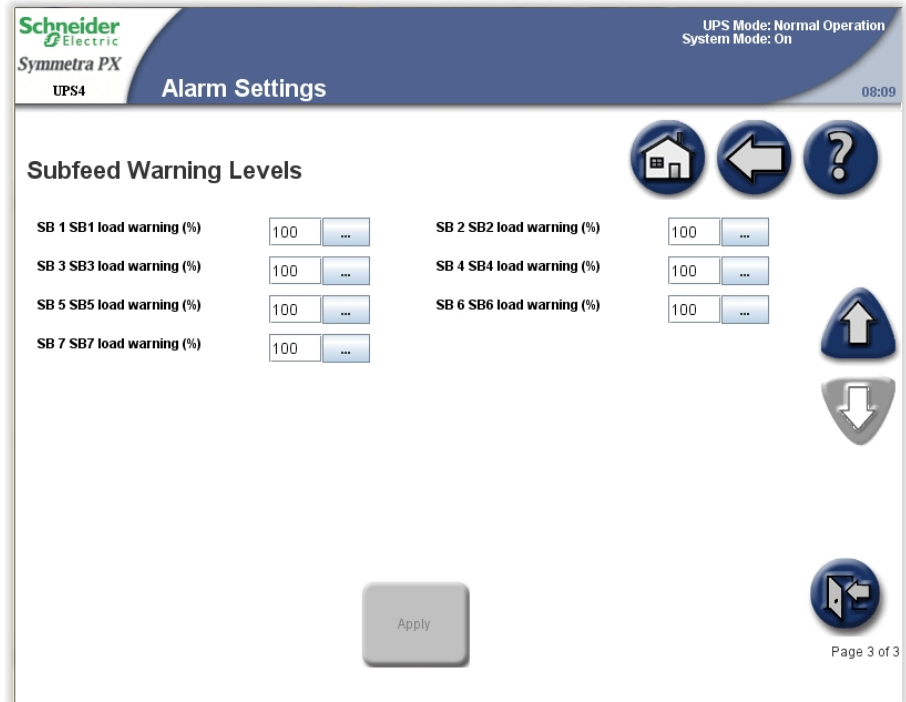 Schneider
Electric
Symmetra PX
UPS4
Alarm Settings
UPS Mode: Normal Operation
System Mode: On
08:09
?
Subfeed Warning Levels
SB 1 SB1 load warning (%) 100 ... SB 2 SB2 load warning (%) 100 ...
SB 3 SB3 load warning (%) 100 ... SB 4 SB4 load warning (%) 100 ...
SB 5 SB5 load warning (%) 100 ... SB 6 SB6 load warning (%) 100 ...
SB 7 SB7 load warning (%) 100 ...
Apply
Page 3 of 3